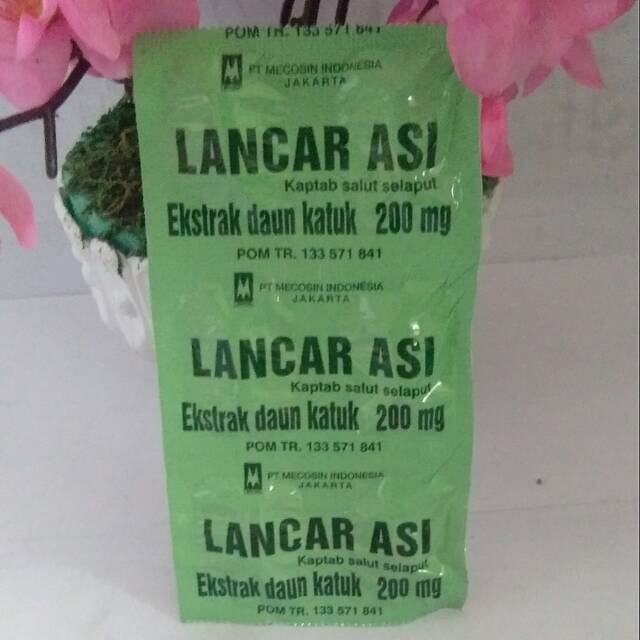 POM TR. 133 571 841
PT MECOSIN INDONESIA
JAKARTA
LANCAR ASI
Kaptab salut selaput
Ekstrak daun katuk 200 mg
POM TR. 133 571 841
PT MECOSIN INDONESIA
JAKARTA
LANCAR ASI
Kaptab salut selaput
Ekstrak daun katuk 200 mg
POM TR. 133 571 841
PT MECOSIN INDONESIA
JAKARTA
LANCAR ASI
Kaptab salut selaput
Ekstrak daun katuk 200 mg
POM TR. 133 571 841